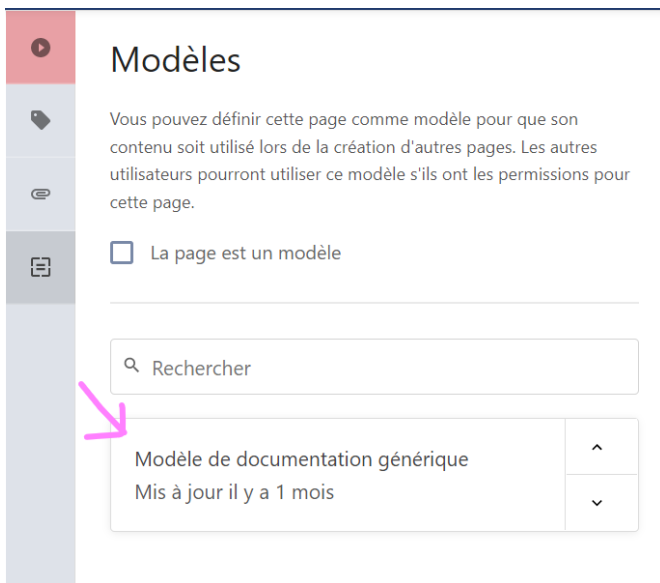 Modèles
Vous pouvez définir cette page comme modèle pour que son
contenu soit utilisé lors de la création d'autres pages. Les autres
utilisateurs pourront utiliser ce modèle s'ils ont les permissions pour
cette page.
La page est un modèle
Rechercher
Modèle de documentation générique
Mis à jour il y a 1 mois